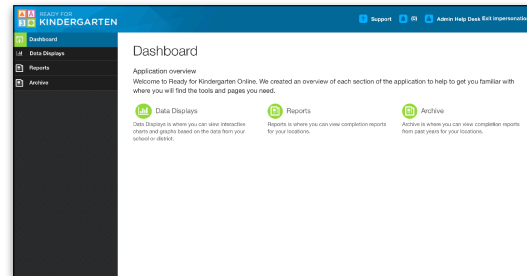 READY FOR
KINDERGARTEN
Support (0) Admin Help Desk Exit impersonatio
Dashboard
Data Displays
Reports
Archive
Dashboard
Application overview
Welcome to Ready for Kindergarten Online. We created an overview of each section of the application to help to get you familiar with
where you will find the tools and pages you need.
Data Displays
Data Displays is where you can view interactive
charts and graphs based on the data from your
school or district.
Reports
Reports is where you can view completion reports
for your locations.
Archive
Archive is where you can view completion reports
from past years for your locations.